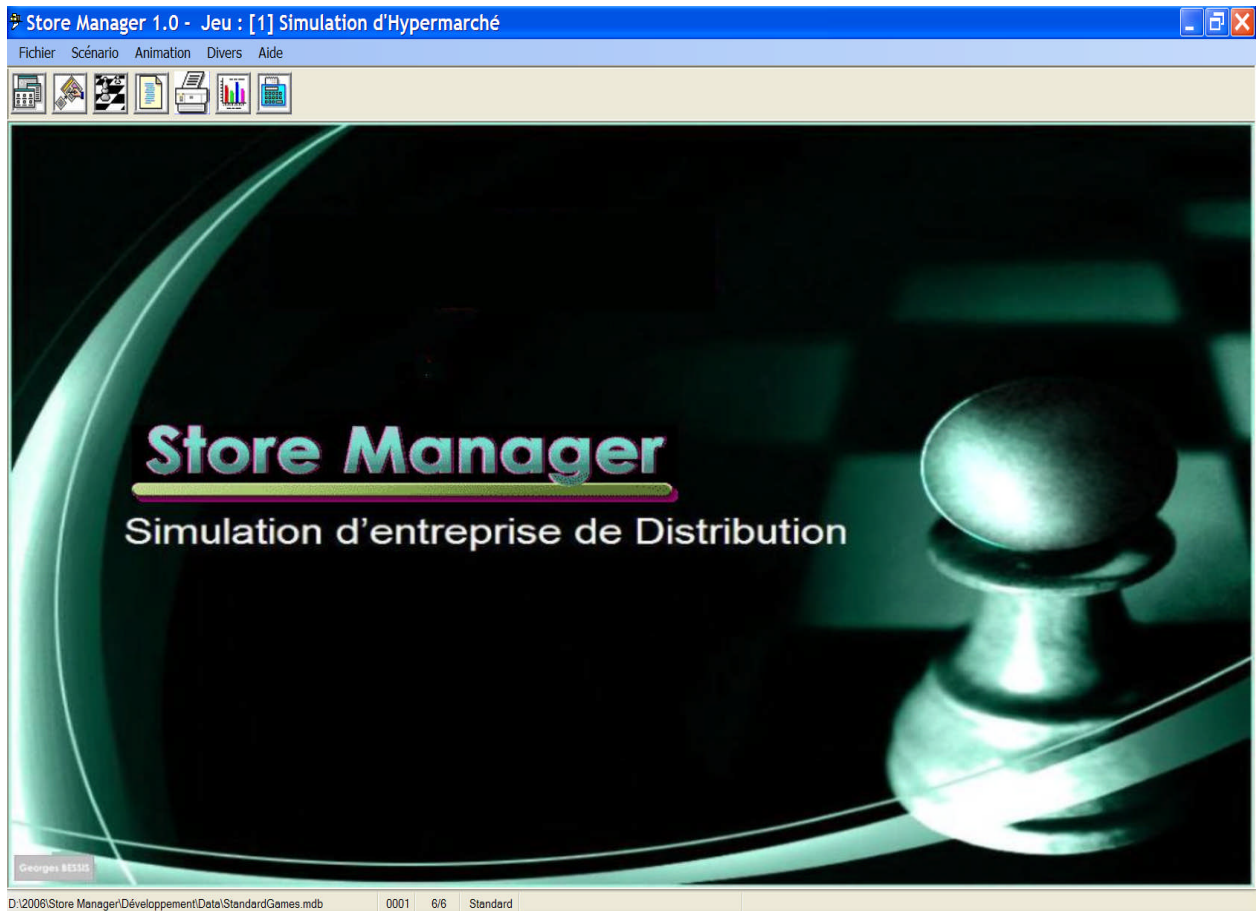 Store Manager 1.0 - Jeu : [1] Simulation d'Hypermarché
Fichier Scénario Animation Divers Aide
Store Manager
Simulation d’entreprise de Distribution
Georges BESSIS
D:\2006\Store Manager\Développement\Data\StandardGames.mdb 0001 6/6 Standard